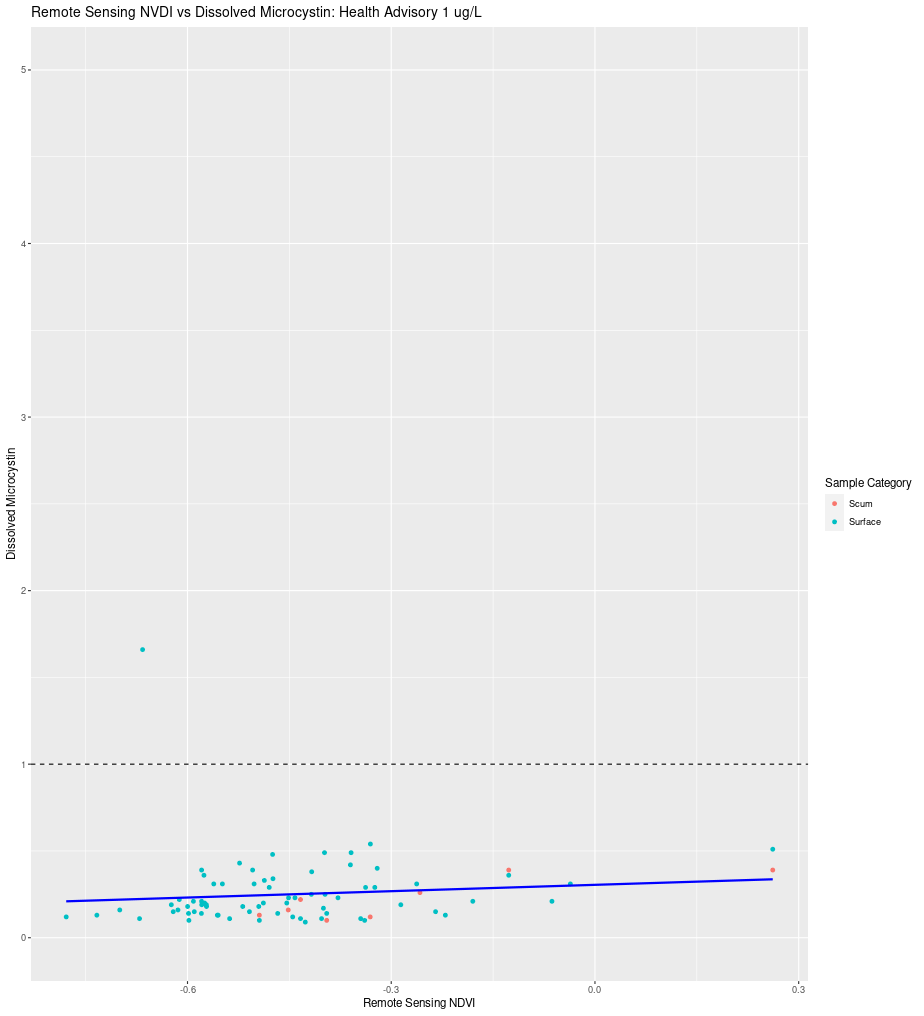 Remote Sensing NVDI vs Dissolved Microcystin: Health Advisory 1 ug/L
5
4
3
2
1
0
Dissolved Microcystin
-0.6
-0.3
0.0
0.3
Remote Sensing NDVI
Sample Category
Scum
Surface